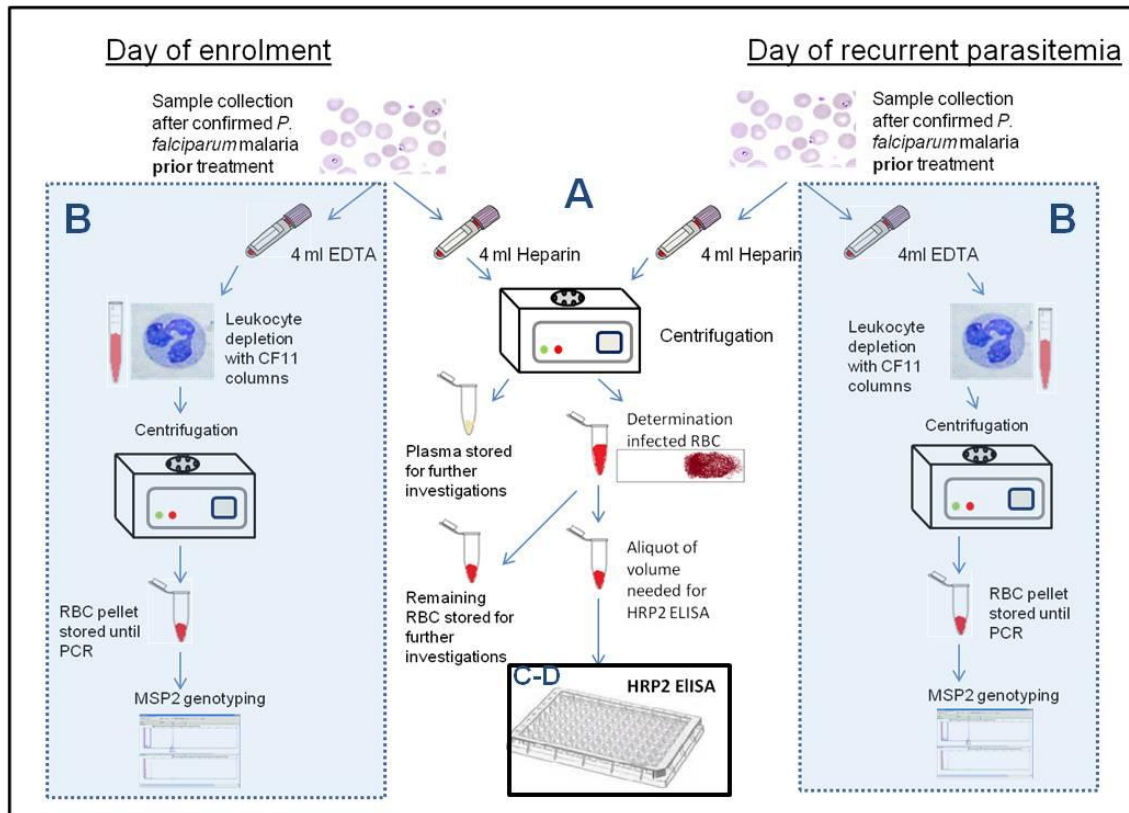 Day of enrolment
Day of recurrent parasitemia
Sample collection
after confirmed P.
falciparum malaria
prior treatment
Sample collection
after confirmed P.
falciparum malaria
prior treatment
B
A
B
4 ml EDTA
4 ml Heparin
4 ml Heparin
4ml EDTA
Leukocyte
depletion
with CF11
columns
Centrifugation
Leukocyte
depletion
with CF11
columns
Centrifugation
Plasma stored
for further
investigations
Determination
infected RBC
Centrifugation
Remaining
RBC stored for
further
investigations
Aliquot of
volume
needed for
HRP2 ELISA
RBC pellet
stored until
PCR
RBC pellet
stored until
PCR
MSP2 genotyping
C-D
HRP2 ElISA
MSP2 genotyping